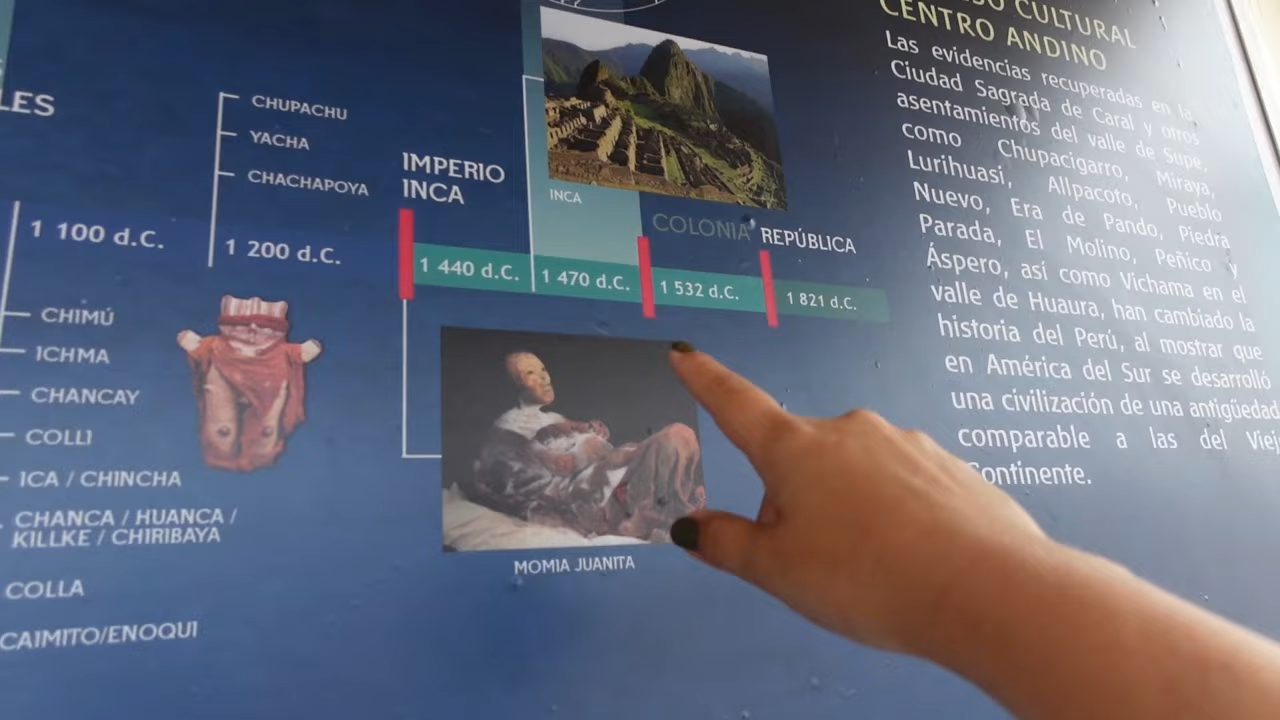 LES
CHUPACHU
YACHA
CHACHAPOYA
1 100 d.C.
1 200 d.C.
CHIMÚ
ICHMA
CHANCAY
COLLI
ICA / CHINCHA
CHANCA / HUANCA /
KILLKE / CHIRIBAYA
COLLA
CAIMITO/ENOQUI
IMPERIO
INCA
INCA
COLONIA
REPÚBLICA
1 440 d.C.
1 470 d.C.
1 532 d.C.
1 821 d.C.
MOMIA JUANITA
CULTURAL
CENTRO ANDINO
Las evidencias recuperadas en la
Ciudad Sagrada de Caral y otros
asentamientos del valle de Supe,
como Chupacigarro, Miraya,
Lurihuasi, Allpacoto, Pueblo
Nuevo, Era de Pando, Piedra
Parada, El Molino, Peñico y
Áspero, así como Vichama en el
valle de Huaura, han cambiado la
historia del Perú, al mostrar que
en América del Sur se desarrolló
una civilización de una antigüedad
comparable a las del Viej
Continente.